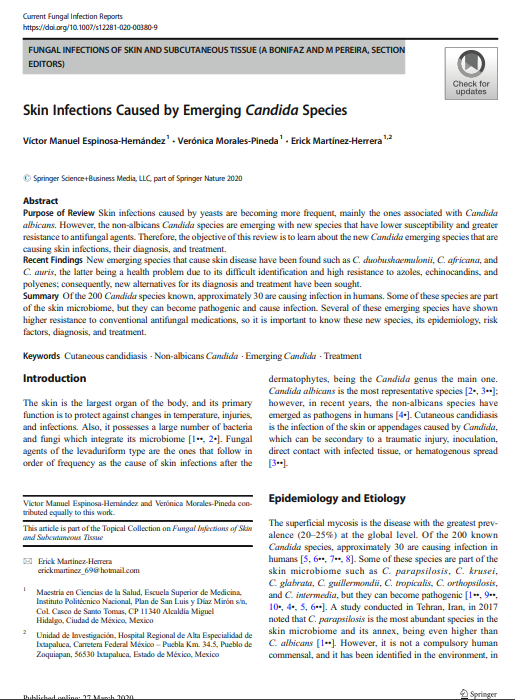 Current Fungal Infection Reports
https://doi.org/10.1007/s12281-020-00380-9
FUNGAL INFECTIONS OF SKIN AND SUBCUTANEOUS TISSUE (A BONIFAZ AND M PEREIRA, SECTION
EDITORS)
Check for
updates
Skin Infections Caused by Emerging Candida Species
Víctor Manuel Espinosa-Hernández1 · Verónica Morales-Pineda1 · Erick Martínez-Herrera1,2
© Springer Science+Business Media, LLC, part of Springer Nature 2020
Abstract
Purpose of Review Skin infections caused by yeasts are becoming more frequent, mainly the ones associated with Candida
albicans. However, the non-albicans Candida species are emerging with new species that have lower susceptibility and greater
resistance to antifungal agents. Therefore, the objective of this review is to learn about the new Candida emerging species that are
causing skin infections, their diagnosis, and treatment.
Recent Findings New emerging species that cause skin disease have been found such as C. duobushaemulonii, C. africana, and
C. auris, the latter being a health problem due to its difficult identification and high resistance to azoles, echinocandins, and
polyenes; consequently, new alternatives for its diagnosis and treatment have been sought.
Summary Of the 200 Candida species known, approximately 30 are causing infection in humans. Some of these species are part
of the skin microbiome, but they can become pathogenic and cause infection. Several of these emerging species have shown
higher resistance to conventional antifungal medications, so it is important to know these new species, its epidemiology, risk
factors, diagnosis, and treatment.
Keywords Cutaneous candidiasis · Non-albicans Candida · Emerging Candida · Treatment
Introduction
The skin is the largest organ of the body, and its primary
function is to protect against changes in temperature, injuries,
and infections. Also, it possesses a large number of bacteria
and fungi which integrate its microbiome [1••, 2•]. Fungal
agents of the levaduriform type are the ones that follow in
order of frequency as the cause of skin infections after the
Víctor Manuel Espinosa-Hernández and Verónica Morales-Pineda con-
tributed equally to this work.
This article is part of the Topical Collection on Fungal Infections of Skin
and Subcutaneous Tissue
Erick Martínez-Herrera
erickmartinez_69@hotmail.com
1 Maestría en Ciencias de la Salud, Escuela Superior de Medicina,
Instituto Politécnico Nacional, Plan de San Luis y Díaz Mirón s/n,
Col. Casco de Santo Tomas, CP 11340 Alcaldía Miguel
Hidalgo, Ciudad de México, México
2 Unidad de Investigación, Hospital Regional de Alta Especialidad de
Ixtapaluca, Carretera Federal México – Puebla Km. 34.5, Pueblo de
Zoquiapan, 56530 Ixtapaluca, Estado de México, Mexico
dermatophytes, being the Candida genus the main one.
Candida albicans is the most representative species [2•, 3••];
however, in recent years, the non-albicans species have
emerged as pathogens in humans [4•]. Cutaneous candidiasis
is the infection of the skin or appendages caused by Candida,
which can be secondary to a traumatic injury, inoculation,
direct contact with infected tissue, or hematogenous spread
[3••].
Epidemiology and Etiology
The superficial mycosis is the disease with the greatest prev-
alence (20–25%) at the global level. Of the 200 known
Candida species, approximately 30 are causing infection in
humans [5, 6••, 7••, 8]. Some of these species are part of the
skin microbiome such as C. parapsilosis, C. krusei,
C. glabrata, C. guillermondii, C. tropicalis, C. orthopsilosis,
and C. intermedia, but they can become pathogenic [1••, 9••,
10•, 4•, 5, 6••]. A study conducted in Tehran, Iran, in 2017
noted that C. parapsilosis is the most abundant species in the
skin microbiome and its annex, being even higher than
C. albicans [1••]. However, it is not a compulsory human
commensal, and it has been identified in the environment, in
Published online: 27 March 2020
Springer